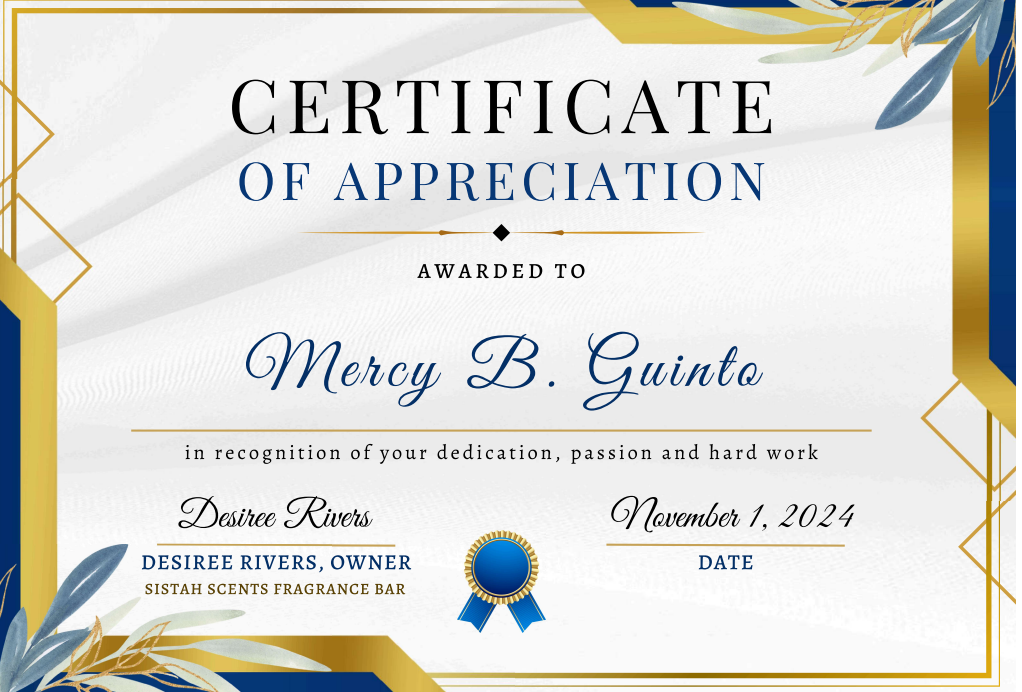 CERTIFICATE
OF APPRECIATION
AWARDED TO
Mercy B. Guinto
in recognition of your dedication, passion and hard work
Desiree Rivers
DESIREE RIVERS, OWNER
SISTAH SCENTS FRAGRANCE BAR
November 1, 2024
DATE